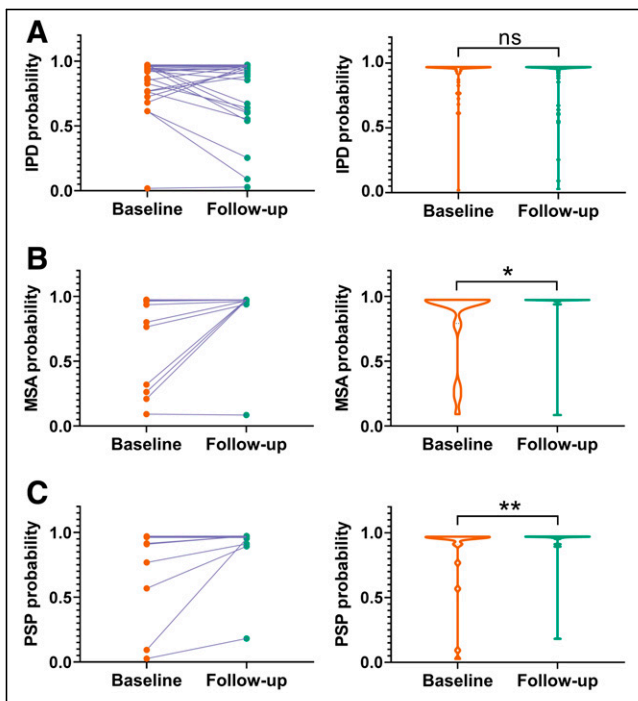 A
IPD probability
1.0
0.5
0.0
Baseline Follow-up
ns
IPD probability
1.0
0.5
0.0
Baseline Follow-up
B
MSA probability
1.0
0.5
0.0
Baseline Follow-up
*
MSA probability
1.0
0.5
0.0
Baseline Follow-up
C
PSP probability
1.0
0.5
0.0
Baseline Follow-up
**
PSP probability
1.0
0.5
0.0
Baseline Follow-up